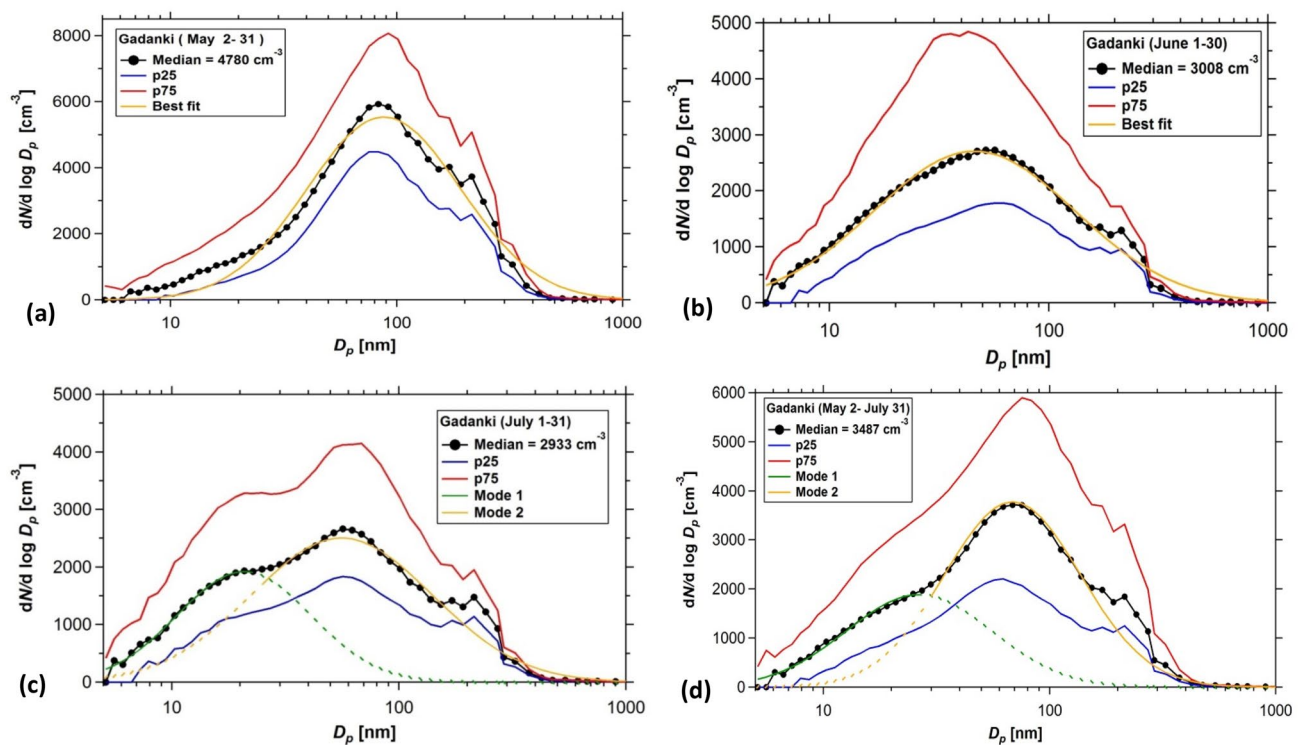 8000
6000
4000
2000
0
dN/d log Dp [cm-3]
Gadanki ( May 2- 31 )
Median = 4780 cm-3
p25
p75
Best fit
10
100
1000
Dp [nm]
(a)
5000
4000
3000
2000
1000
0
dN/d log Dp [cm-3]
Gadanki (June 1-30)
Median = 3008 cm-3
p25
p75
Best fit
10
100
1000
Dp [nm]
(b)
5000
4000
3000
2000
1000
0
dN/d log Dp [cm-3]
Gadanki (July 1-31)
Median = 2933 cm-3
p25
p75
Mode 1
Mode 2
10
100
1000
Dp [nm]
(c)
6000
5000
4000
3000
2000
1000
0
dN/d log Dp [cm-3]
Gadanki (May 2- July 31)
Median = 3487 cm-3
p25
p75
Mode 1
Mode 2
10
100
1000
Dp [nm]
(d)